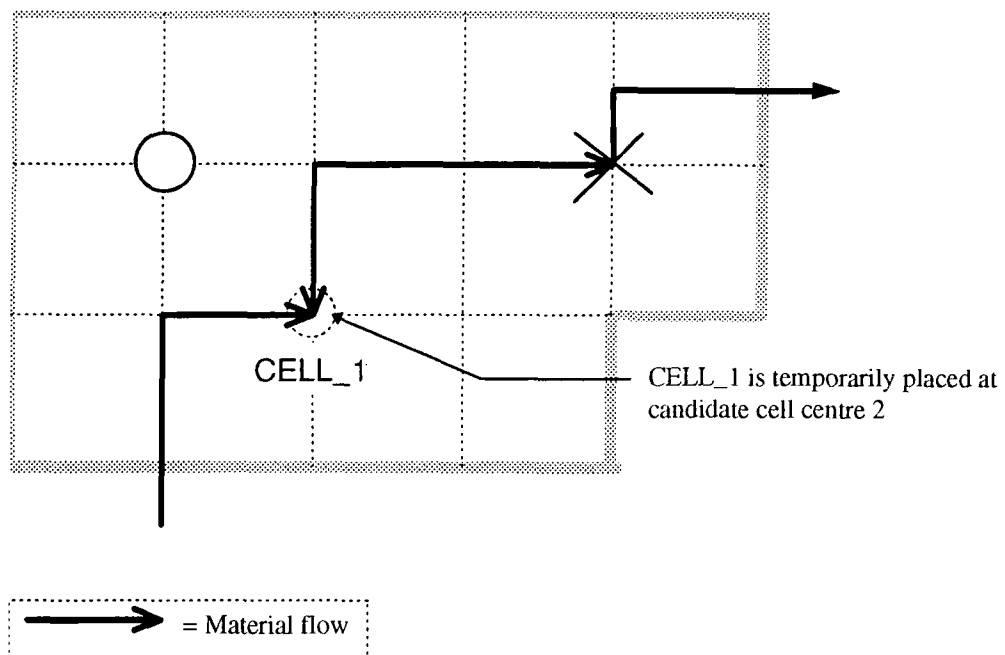 CELL_1
CELL_1 is temporarily placed at
candidate cell centre 2
= Material flow